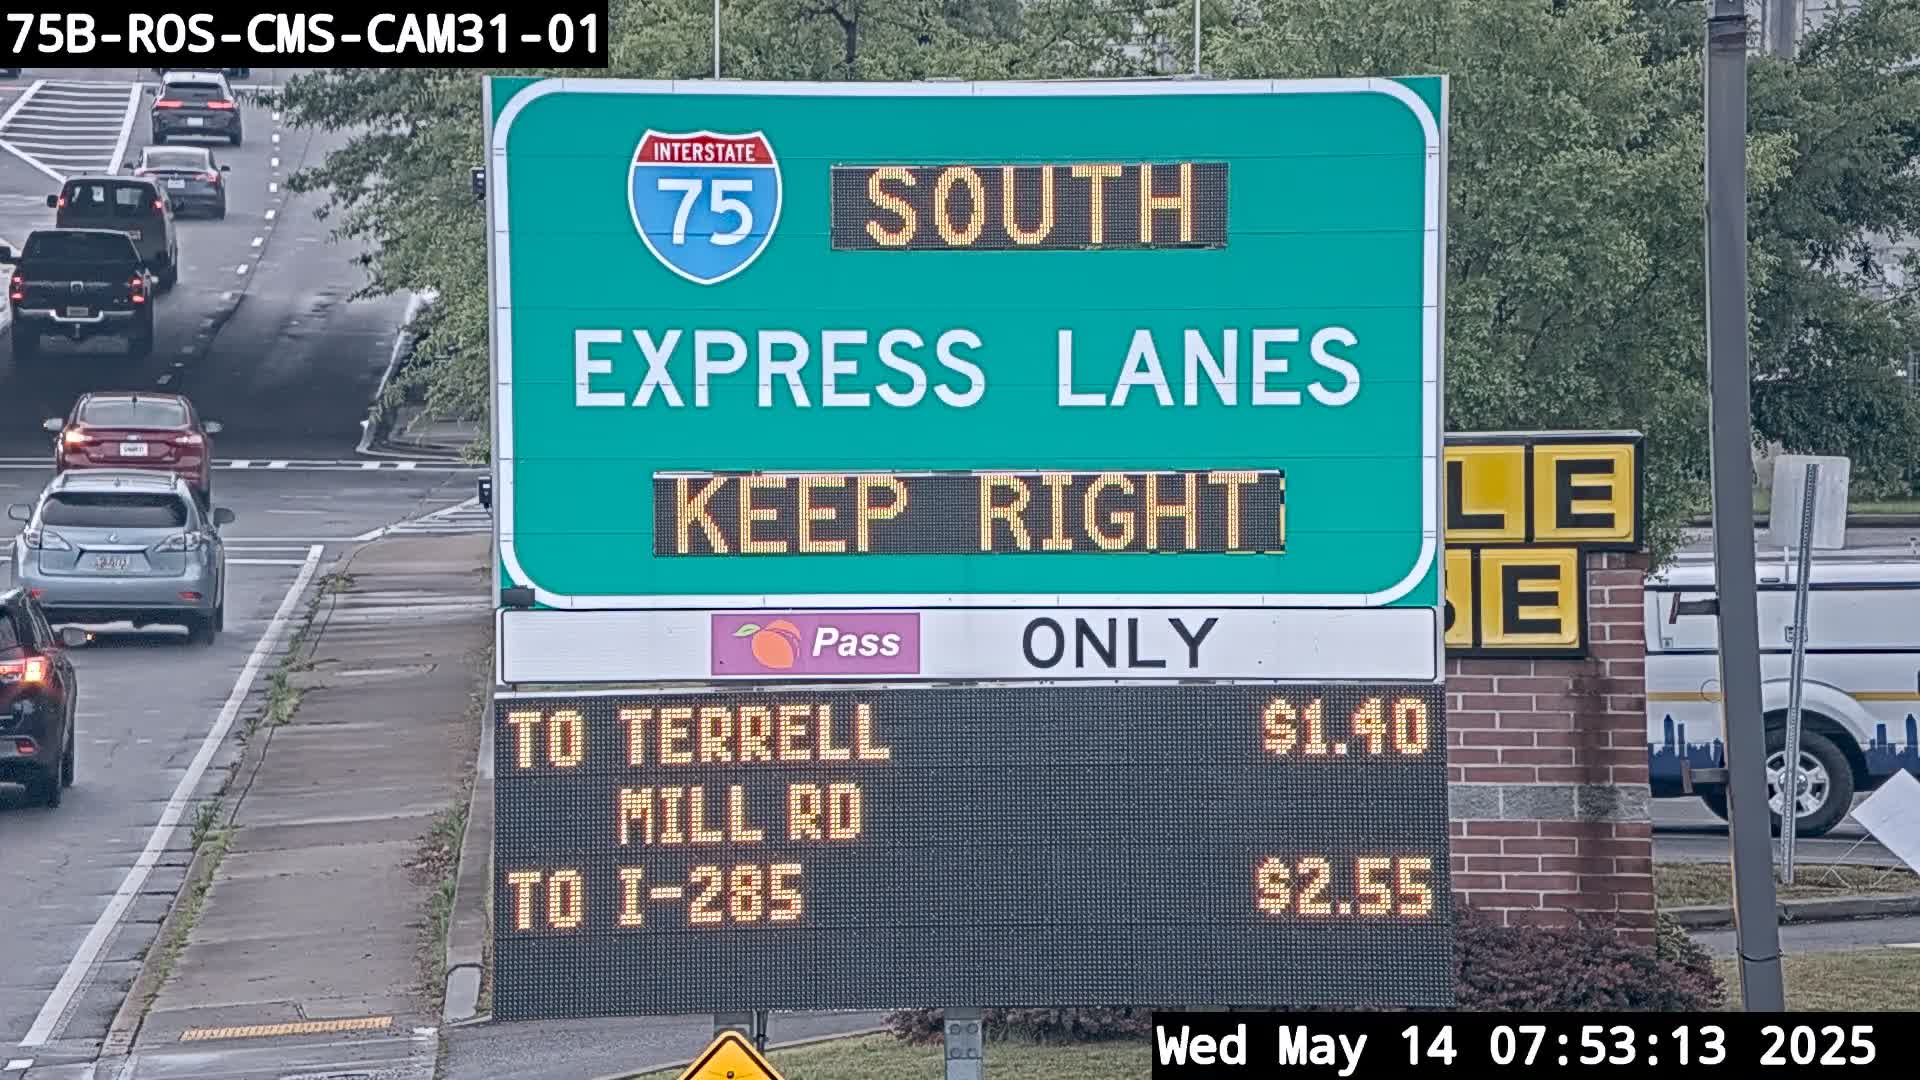 75B-ROS-CMS-CAM31-01
INTERSTATE
75
SOUTH
EXPRESS LANES
KEEP RIGHT
Pass ONLY
TO TERRELL $1.40
MILL RD
TO I-285 $2.55
LE
E
Wed May 14 07:53:13 2025